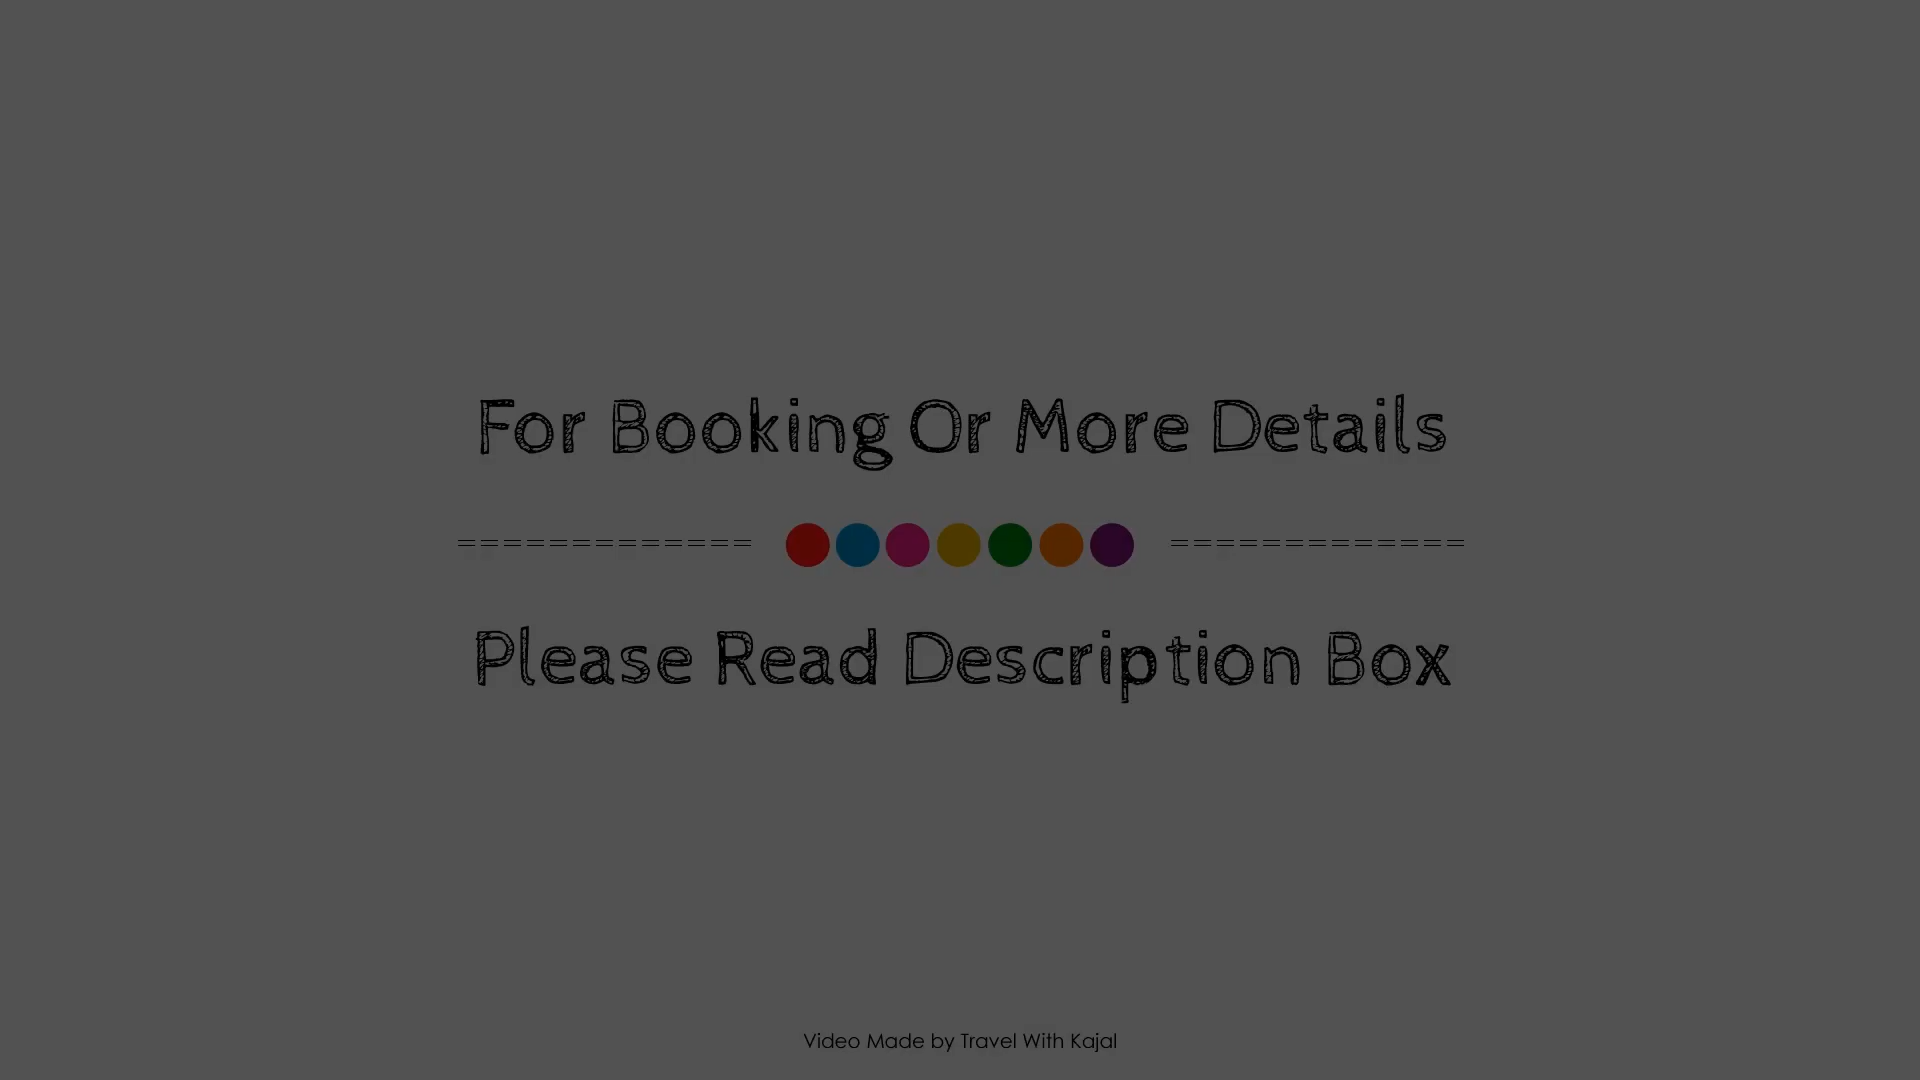 For Booking Or More Details
============= =============
Please Read Description Box
Video Made by Travel With Kajal